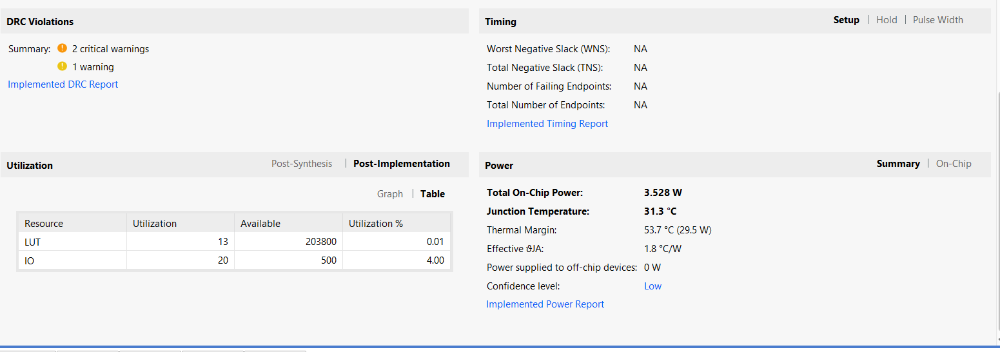 DRC Violations
Summary: 2 critical warnings
1 warning
Implemented DRC Report
Timing Setup | Hold | Pulse Width
Worst Negative Slack (WNS): NA
Total Negative Slack (TNS): NA
Number of Failing Endpoints: NA
Total Number of Endpoints: NA
Implemented Timing Report
Utilization Post-Synthesis | Post-Implementation
Graph | Table
Resource Utilization Available Utilization %
LUT 13 203800 0.01
IO 20 500 4.00
Power Summary | On-Chip
Total On-Chip Power: 3.528 W
Junction Temperature: 31.3 °C
Thermal Margin: 53.7 °C (29.5 W)
Effective ϑJA: 1.8 °C/W
Power supplied to off-chip devices: 0 W
Confidence level: Low
Implemented Power Report